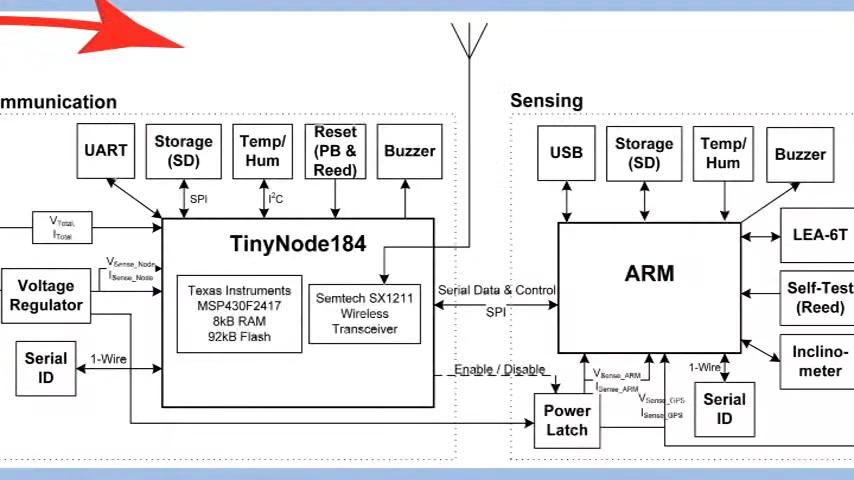 mmunication
Sensing
UART
Storage
(SD)
Temp/
Hum
Reset
(PB &
Reed)
Buzzer
USB
Storage
(SD)
Temp/
Hum
Buzzer
SPI
I2C
VTotal,
ITotal
TinyNode184
VSense_Node,
ISense_Node
Voltage
Regulator
Texas Instruments
MSP430F2417
8kB RAM
92kB Flash
Semtech SX1211
Wireless
Transceiver
Serial Data & Control
SPI
ARM
LEA-6T
Self-Test
(Reed)
Inclino-
meter
Serial
ID
1-Wire
Enable / Disable
Power
Latch
VSense_ARM
ISense_ARM
VSense_GPS
ISense_GPS
1-Wire
Serial
ID